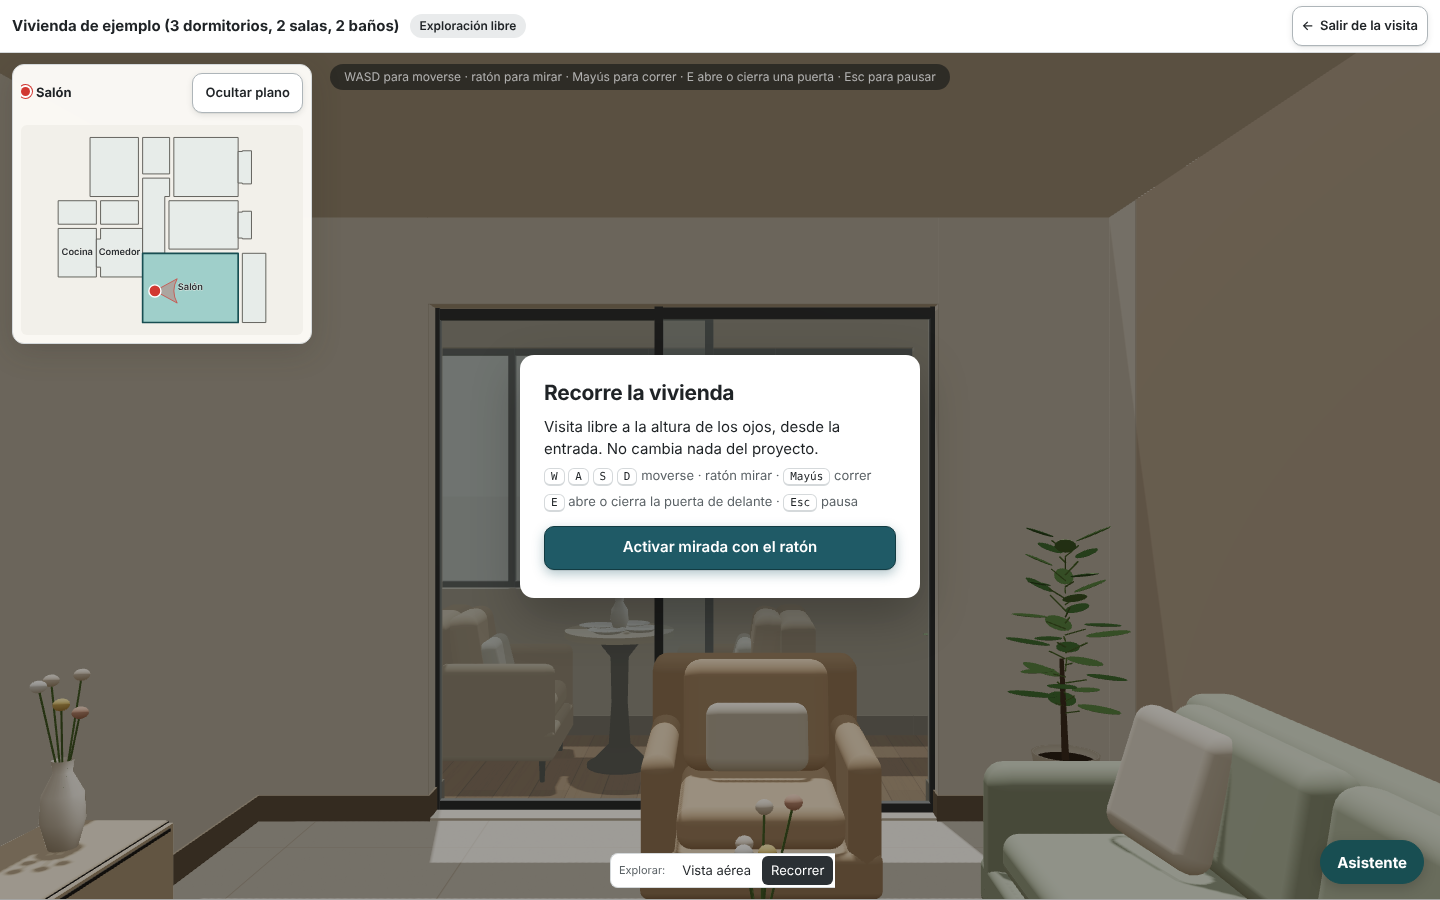 Vivienda de ejemplo (3 dormitorios, 2 salas, 2 baños)
Exploración libre
← Salir de la visita
Salón
Ocultar plano
WASD para moverse · ratón para mirar · Mayús para correr · E abre o cierra una puerta · Esc para pausar
Cocina
Comedor
Salón
Recorre la vivienda
Visita libre a la altura de los ojos, desde la
entrada. No cambia nada del proyecto.
W A S D moverse · ratón mirar · Mayús correr
E abre o cierra la puerta de delante · Esc pausa
Activar mirada con el ratón
Explorar: Vista aérea Recorrer
Asistente